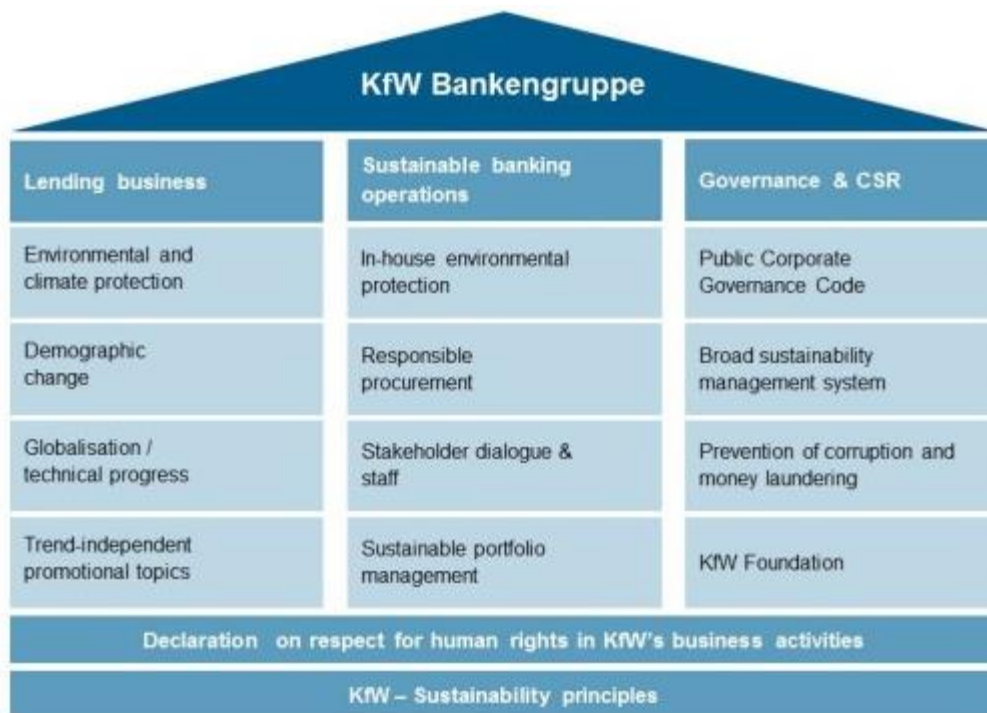 KfW Bankengruppe
Lending business
Environmental and
climate protection
Demographic
change
Globalisation /
technical progress
Trend-independent
promotional topics
Sustainable banking
operations
In-house environmental
protection
Responsible
procurement
Stakeholder dialogue &
staff
Sustainable portfolio
management
Governance & CSR
Public Corporate
Governance Code
Broad sustainability
management system
Prevention of corruption and
money laundering
KfW Foundation
Declaration on respect for human rights in KfW's business activities
KfW – Sustainability principles